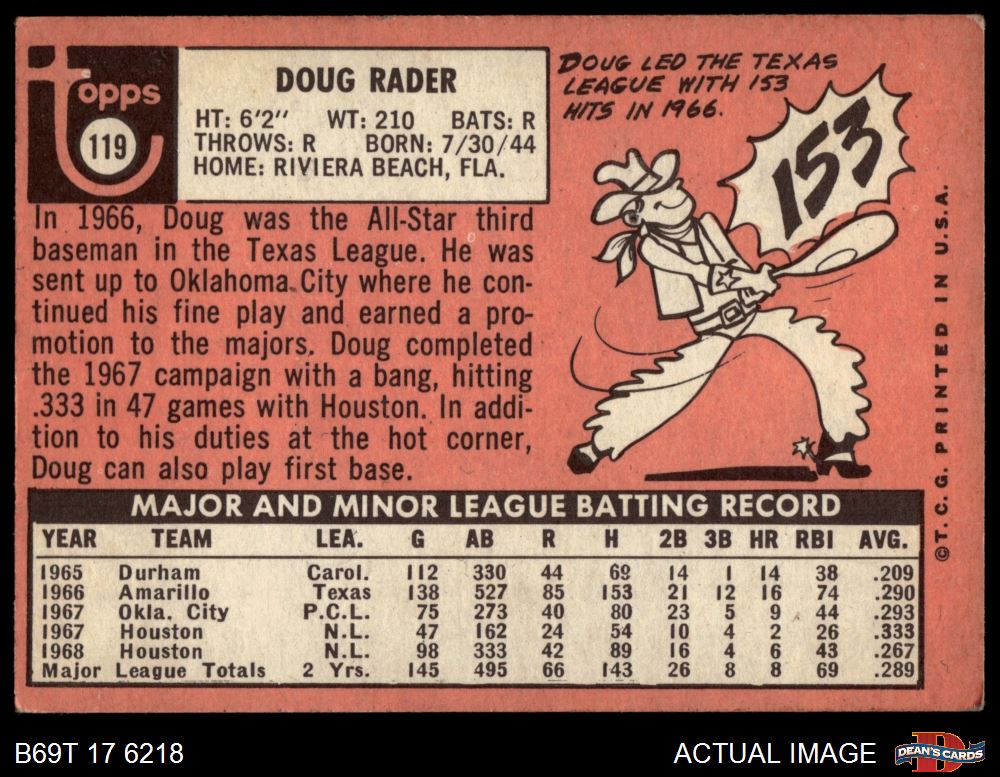 Topps
119
DOUG RADER
HT: 6'2" WT: 210 BATS: R
THROWS: R BORN: 7/30/44
HOME: RIVIERA BEACH, FLA.
DOUG LED THE TEXAS
LEAGUE WITH 153
HITS IN 1966.
153
In 1966, Doug was the All-Star third
baseman in the Texas League. He was
sent up to Oklahoma City where he con-
tinued his fine play and earned a pro-
motion to the majors. Doug completed
the 1967 campaign with a bang, hitting
.333 in 47 games with Houston. In addi-
tion to his duties at the hot corner,
Doug can also play first base.
©T.C.G. PRINTED IN U.S.A.
MAJOR AND MINOR LEAGUE BATTING RECORD
YEAR TEAM LEA. G AB R H 2B 3B HR RBI AVG.
1965 Durham Carol. 112 330 44 69 14 1 14 38 .209
1966 Amarillo Texas 138 527 85 153 21 12 16 74 .290
1967 Okla. City P.C.L. 75 273 40 80 23 5 9 44 .293
1967 Houston N.L. 47 162 24 54 10 4 2 26 .333
1968 Houston N.L. 98 333 42 89 16 4 6 43 .267
Major League Totals 2 Yrs. 145 495 66 143 26 8 8 69 .289
B69T 17 6218
ACTUAL IMAGE
D
DEAN'S CARDS